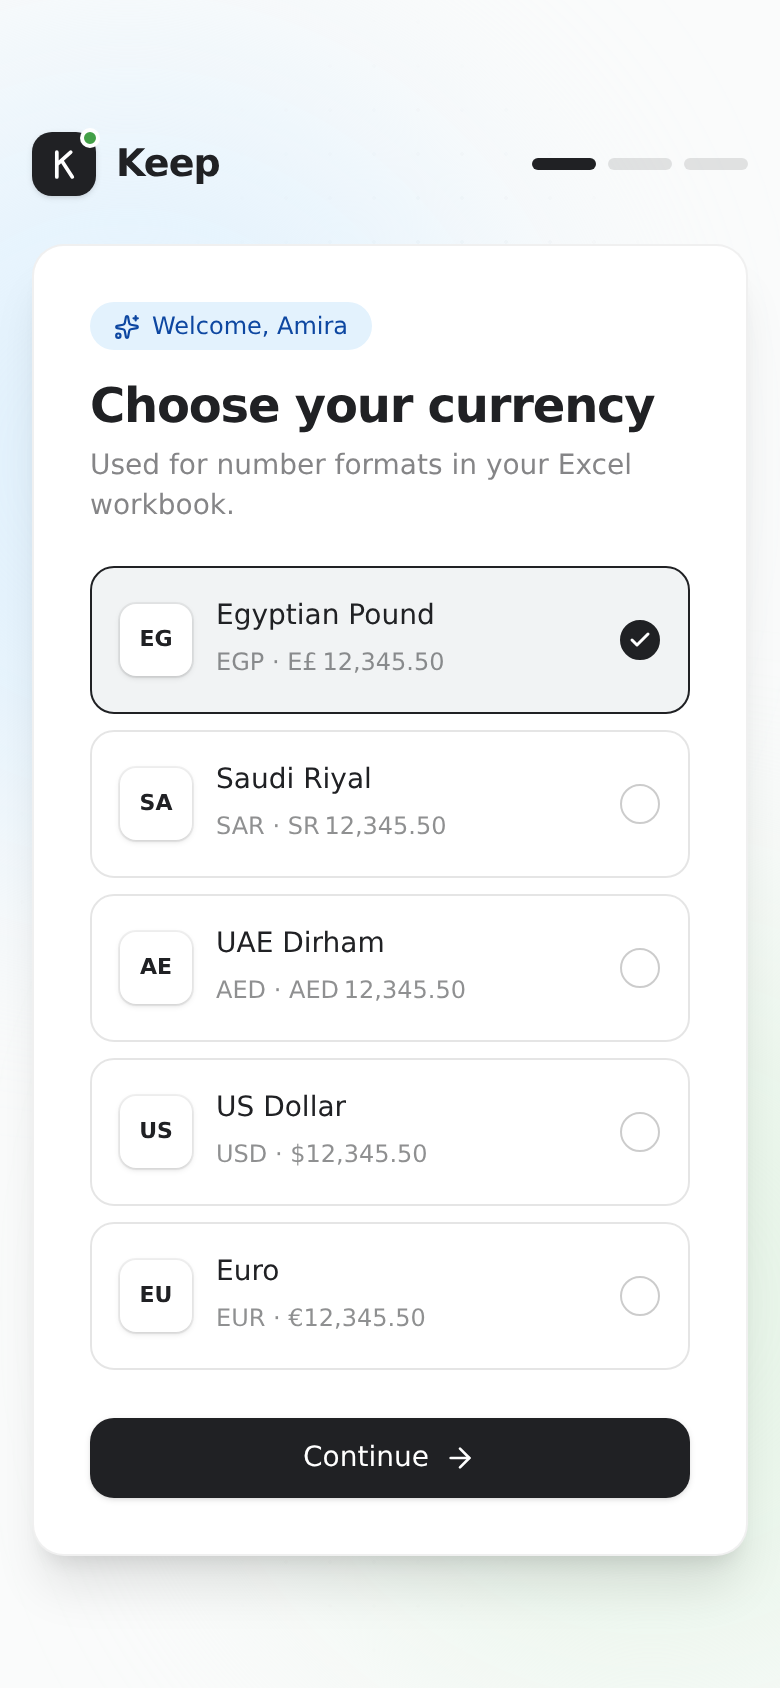 K
Keep
Welcome, Amira
Choose your currency
Used for number formats in your Excel
workbook.
EG
Egyptian Pound
EGP · E£ 12,345.50
SA
Saudi Riyal
SAR · SR 12,345.50
AE
UAE Dirham
AED · AED 12,345.50
US
US Dollar
USD · $12,345.50
EU
Euro
EUR · €12,345.50
Continue →